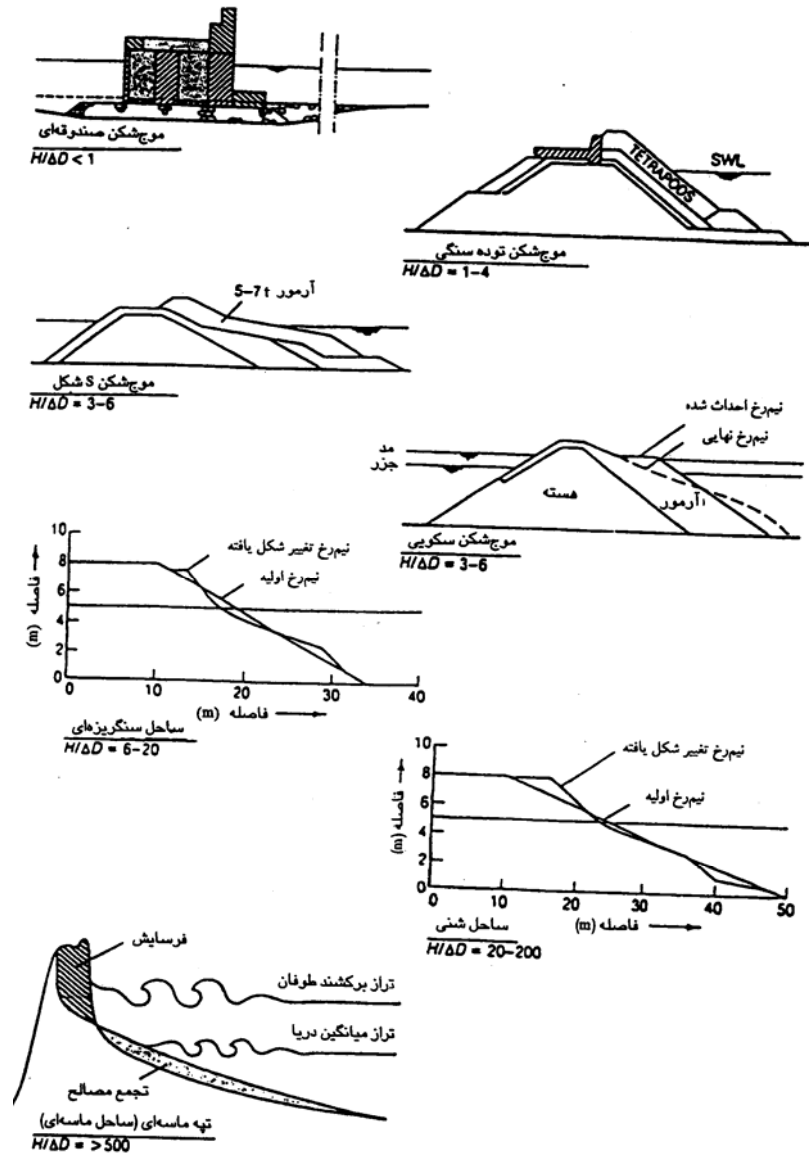 موج‌شکن صندوقه‌ای
H/ΔD < 1
SWL
TETRAPODS
موج‌شکن توده سنگی
H/ΔD = 1-4
آرمور 5-7 t
موج‌شکن S شکل
H/ΔD = 3-6
نیم‌رخ احداث شده
نیم‌رخ نهایی
مد
جزر
هسته
آرمور
موج‌شکن سکویی
H/ΔD = 3-6
10
8
6
4
2
0
فاصله (m)
نیم‌رخ تغییر شکل یافته
نیم‌رخ اولیه
0 10 20 30 40
فاصله (m)
ساحل سنگریزه‌ای
H/ΔD = 6-20
10
8
6
4
2
0
فاصله (m)
نیم‌رخ تغییر شکل یافته
نیم‌رخ اولیه
0 10 20 30 40 50
فاصله (m)
ساحل شنی
H/ΔD = 20-200
فرسایش
تراز برکشند طوفان
تراز میانگین دریا
تجمع مصالح
تپه ماسه‌ای (ساحل ماسه‌ای)
H/ΔD = >500